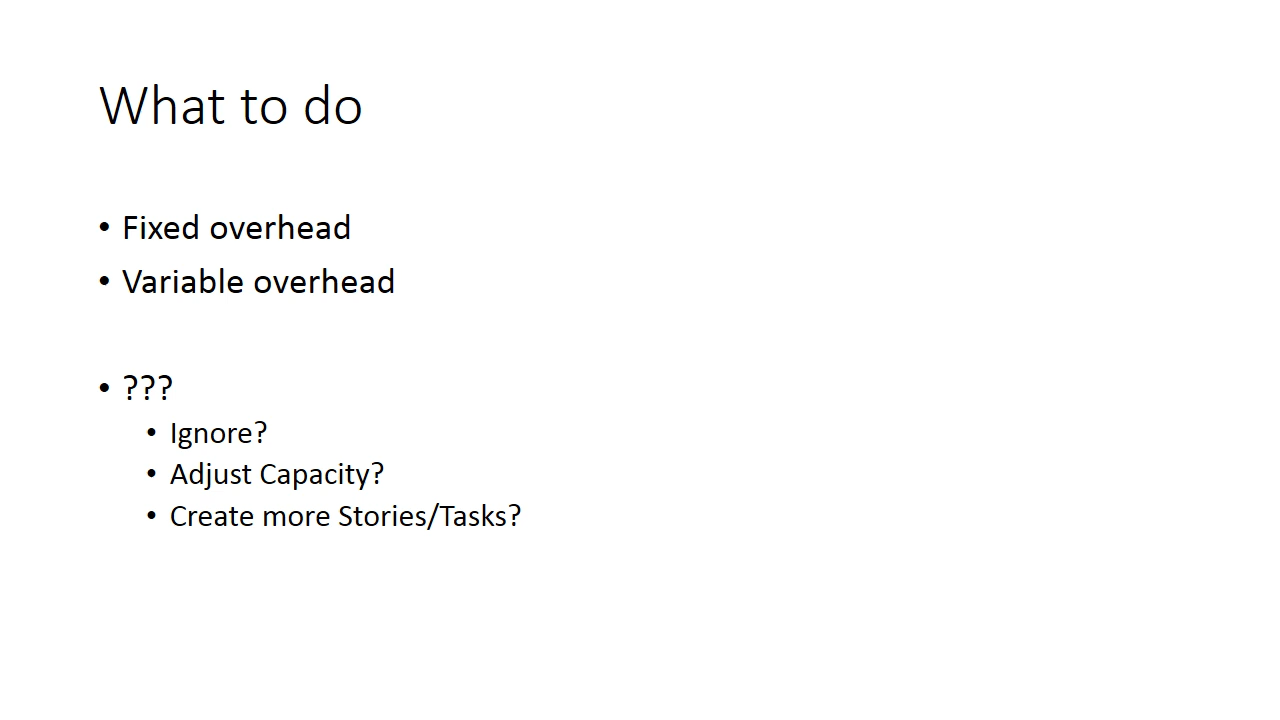 What to do
• Fixed overhead
• Variable overhead
• ???
• Ignore?
• Adjust Capacity?
• Create more Stories/Tasks?